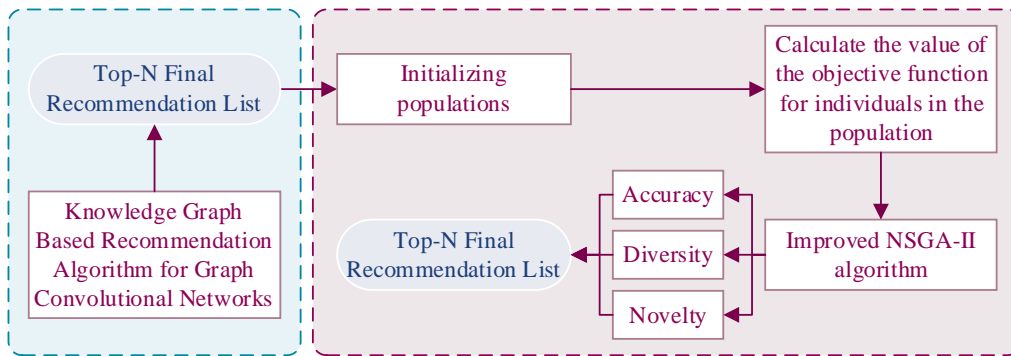 Top-N Final
Recommendation List
Knowledge Graph
Based Recommendation
Algorithm for Graph
Convolutional Networks
Initializing
populations
Calculate the value of
the objective function
for individuals in the
population
Improved NSGA-II
algorithm
Accuracy
Diversity
Novelty
Top-N Final
Recommendation List